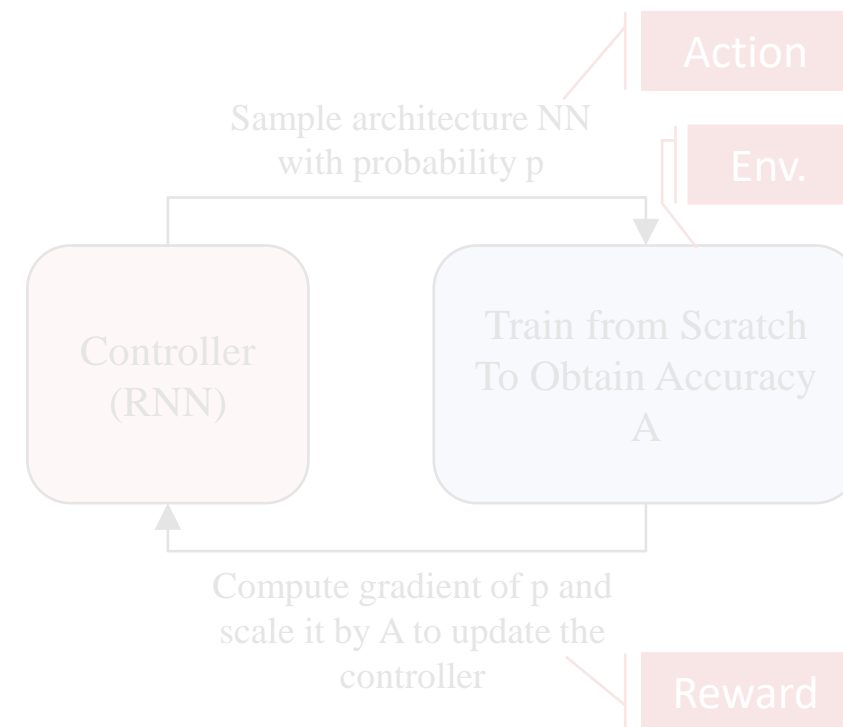 Action
Sample architecture NN
with probability p
Env.
Controller
(RNN)
Train from Scratch
To Obtain Accuracy
A
Compute gradient of p and
scale it by A to update the
controller
Reward